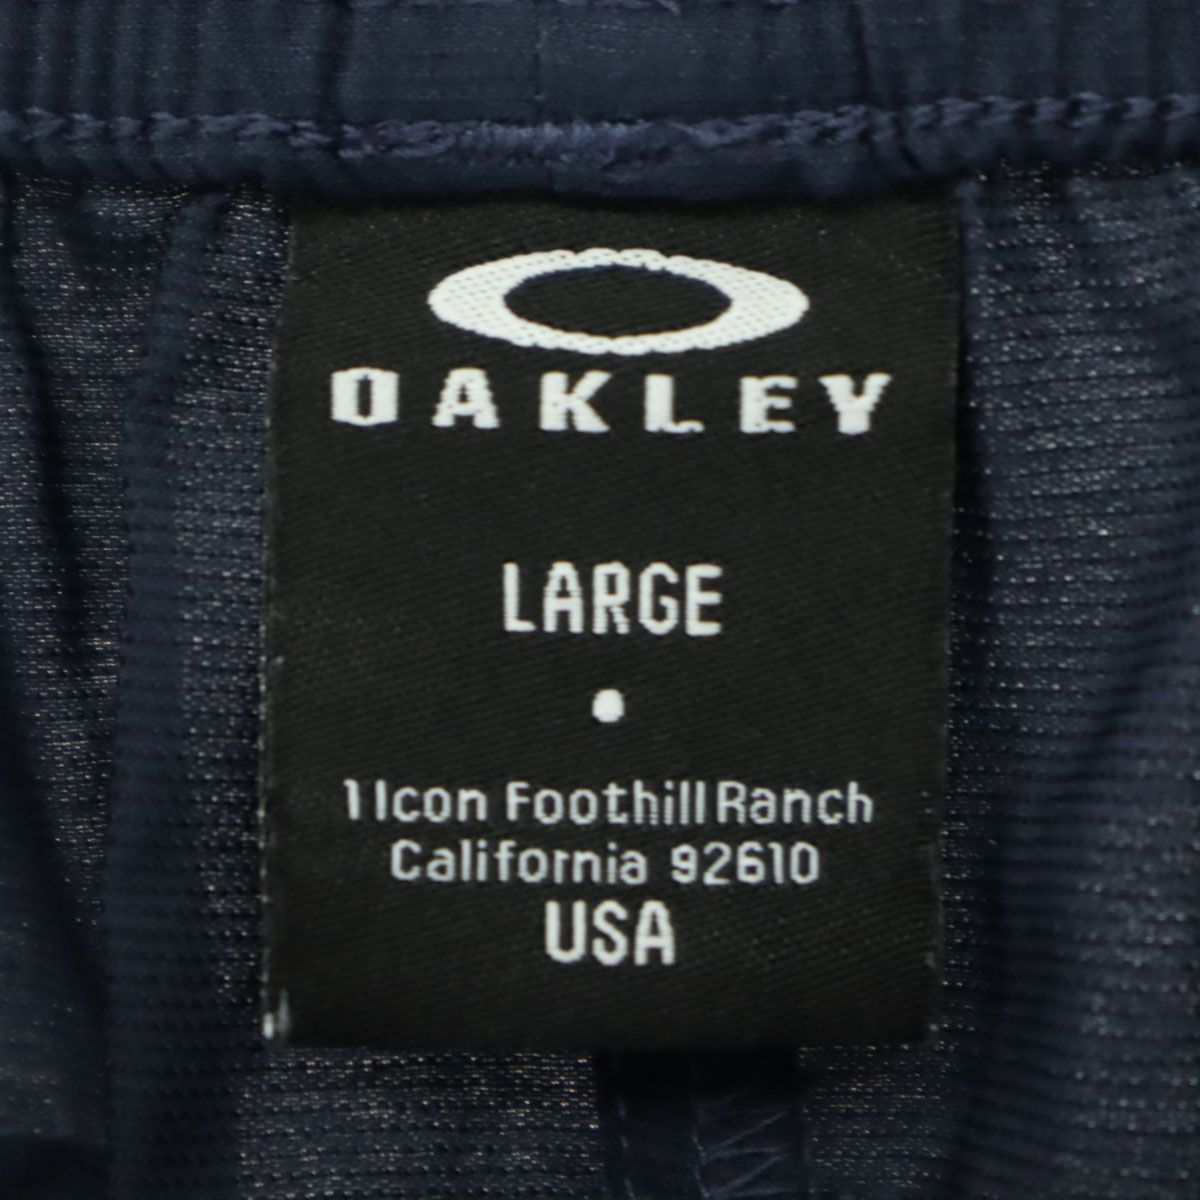 OAKLEY
LARGE
1 Icon Foothill Ranch
California 92610
USA